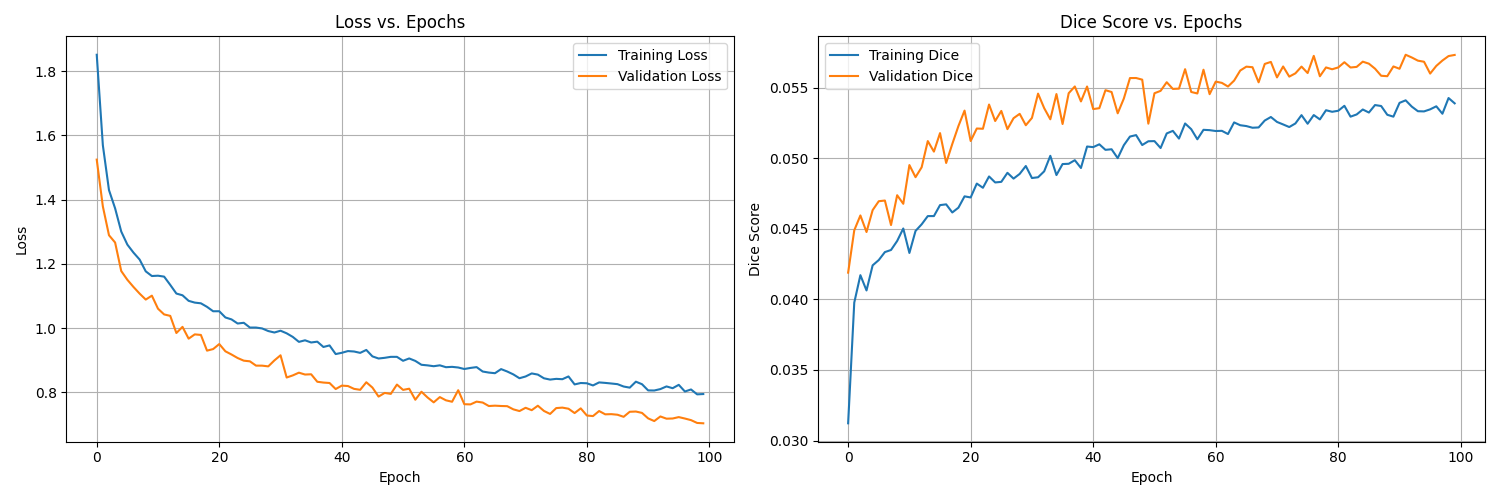 Loss vs. Epochs
Training Loss
Validation Loss
1.8
1.6
1.4
1.2
1.0
0.8
Loss
0 20 40 60 80 100
Epoch
Dice Score vs. Epochs
Training Dice
Validation Dice
0.055
0.050
0.045
0.040
0.035
0.030
Dice Score
0 20 40 60 80 100
Epoch